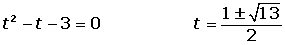 t² − t − 3 = 0    t = (1 ± √13)/2